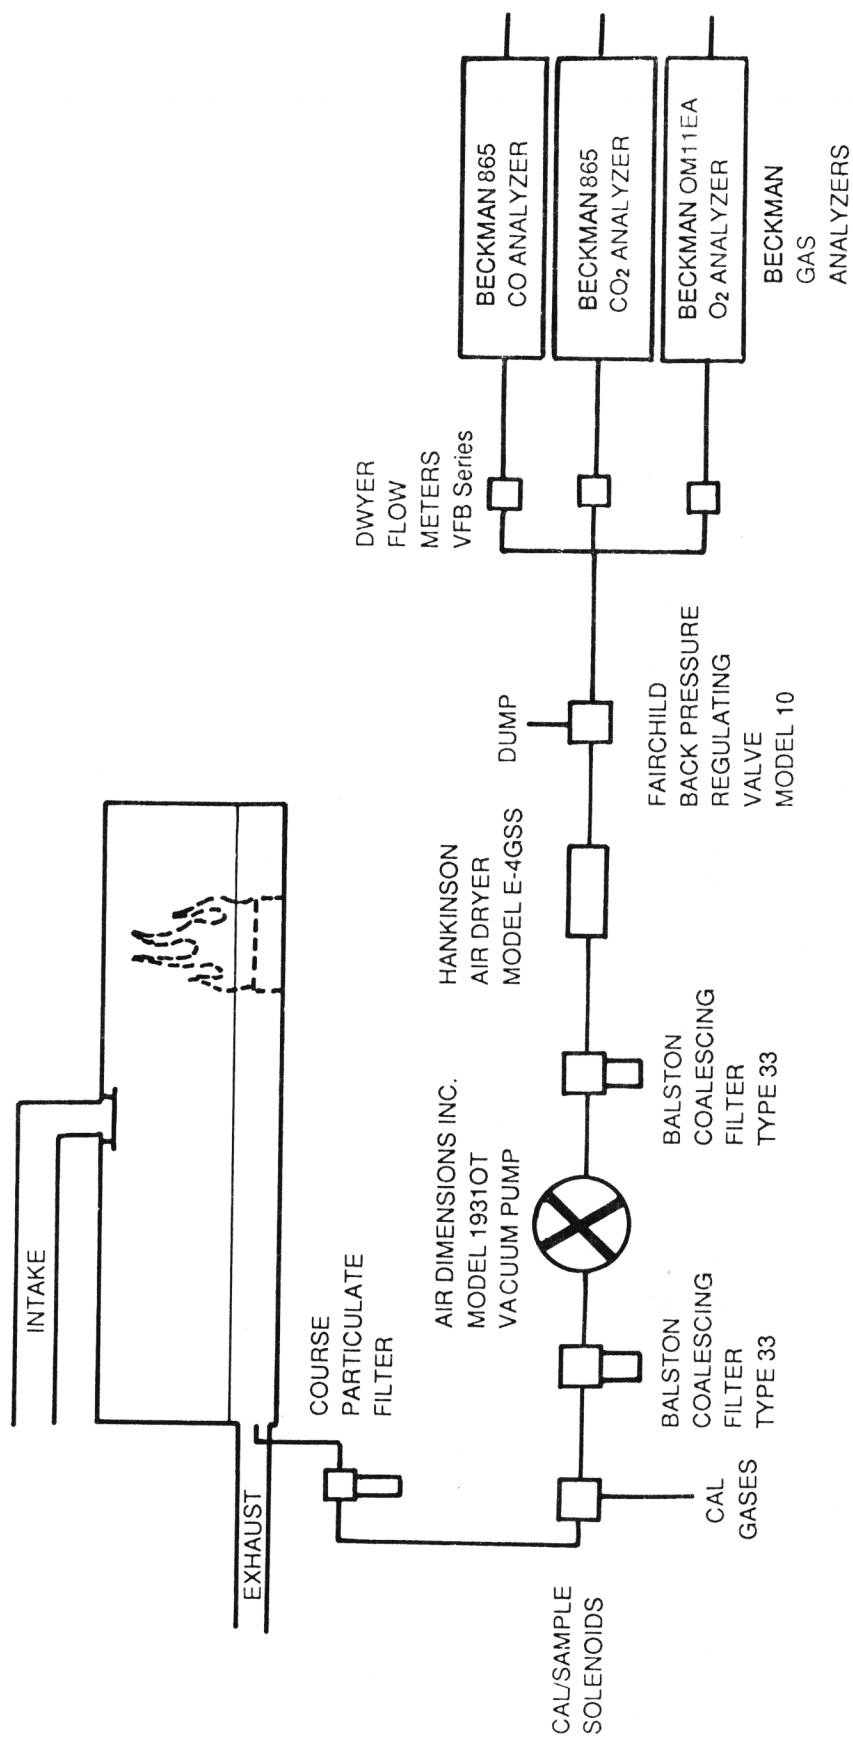 INTAKE
EXHAUST
COURSE
PARTICULATE
FILTER
CAL/SAMPLE
SOLENOIDS
CAL
GASES
BALSTON
COALESCING
FILTER
TYPE 33
AIR DIMENSIONS INC.
MODEL 1931OT
VACUUM PUMP
BALSTON
COALESCING
FILTER
TYPE 33
HANKINSON
AIR DRYER
MODEL E-4GSS
DUMP
FAIRCHILD
BACK PRESSURE
REGULATING
VALVE
MODEL 10
DWYER
FLOW
METERS
VFB Series
BECKMAN 865
CO ANALYZER
BECKMAN 865
CO₂ ANALYZER
BECKMAN OM11EA
O₂ ANALYZER
BECKMAN
GAS
ANALYZERS